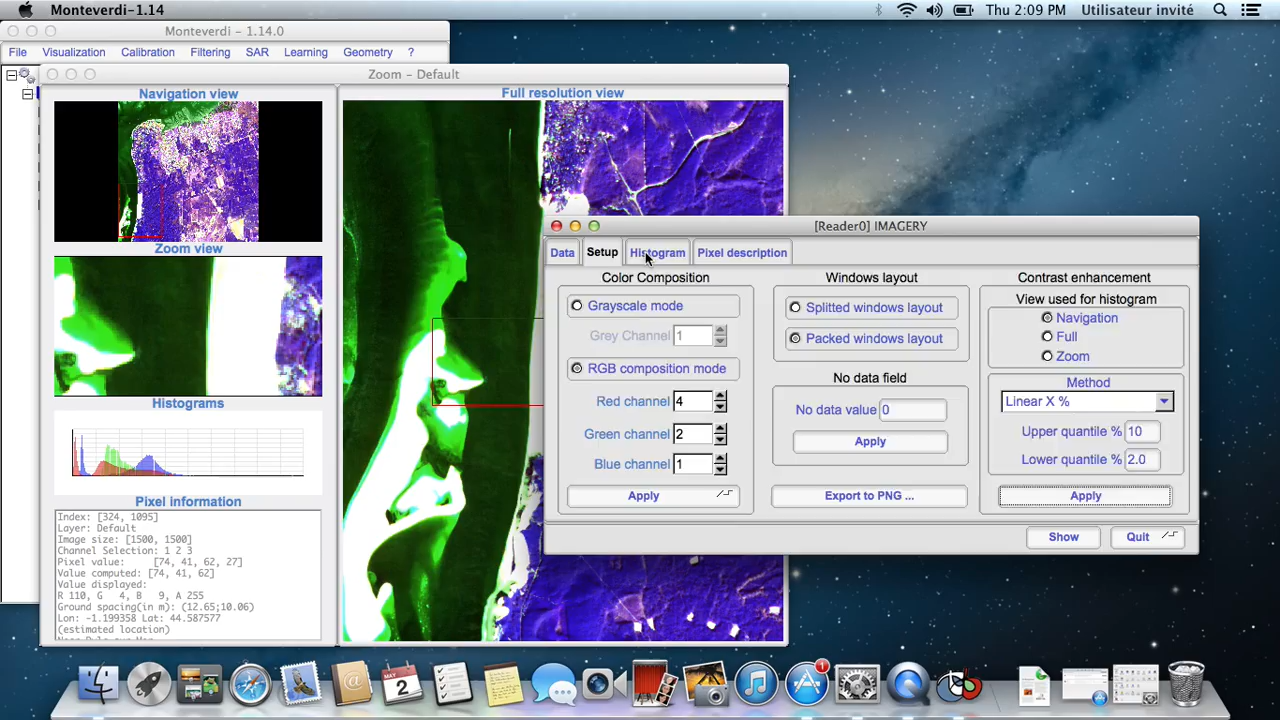 Monteverdi-1.14
Thu 2:09 PM Utilisateur invité
Monteverdi - 1.14.0
File Visualization Calibration Filtering SAR Learning Geometry ?
Zoom - Default
Navigation view
Full resolution view
Zoom view
Histograms
Pixel information
Index: [324, 1095]
Layer: Default
Image size: [1500, 1500]
Channel Selection: 1 2 3
Pixel value: [74, 41, 62, 27]
Value computed: [74, 41, 62]
Value displayed:
R 110, G 4, B 9, A 255
Ground spacing(in m): (12.65;10.06)
Lon: -1.199358 Lat: 44.587577
(estimated location)
[Reader0] IMAGERY
Data Setup Histogram Pixel description
Color Composition
Grayscale mode
Grey Channel 1
RGB composition mode
Red channel 4
Green channel 2
Blue channel 1
Apply
Windows layout
Splitted windows layout
Packed windows layout
No data field
No data value 0
Apply
Export to PNG ...
Contrast enhancement
View used for histogram
Navigation
Full
Zoom
Method
Linear X %
Upper quantile % 10
Lower quantile % 2.0
Apply
Show Quit
JUL
2
1